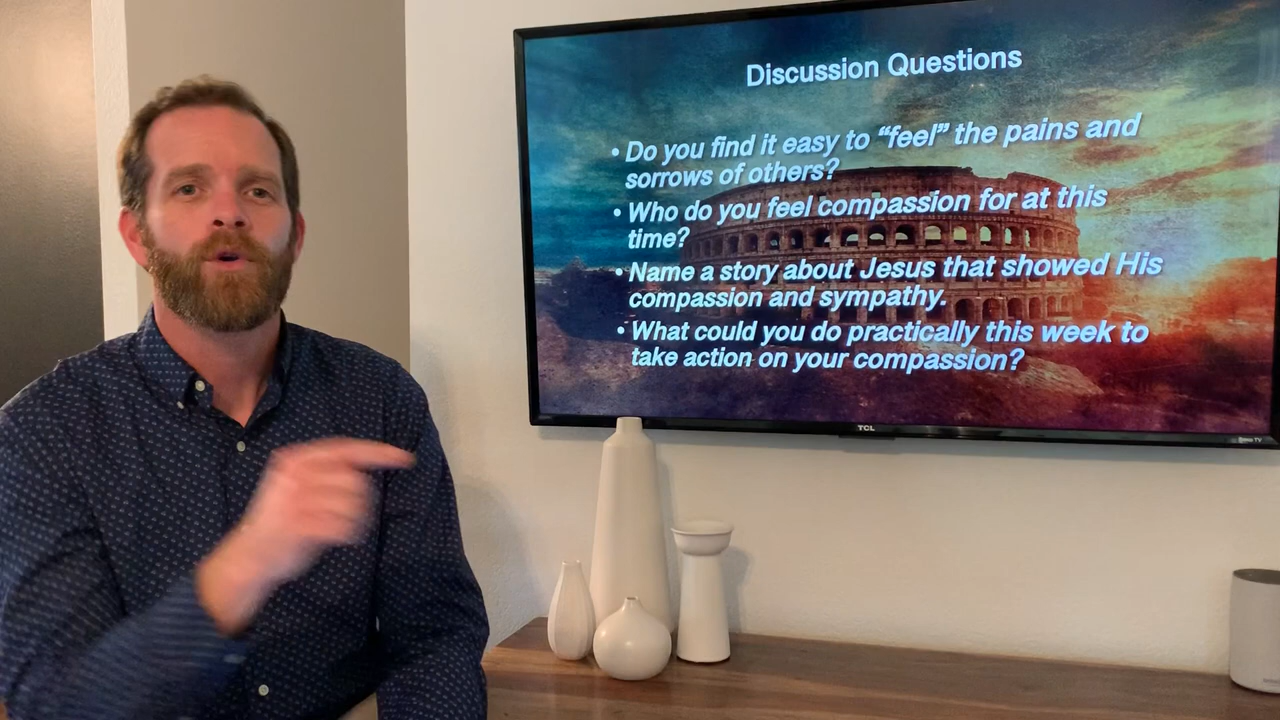 Discussion Questions
• Do you find it easy to “feel” the pains and
sorrows of others?
• Who do you feel compassion for at this
time?
• Name a story about Jesus that showed His
compassion and sympathy.
• What could you do practically this week to
take action on your compassion?
TCL
Roku TV